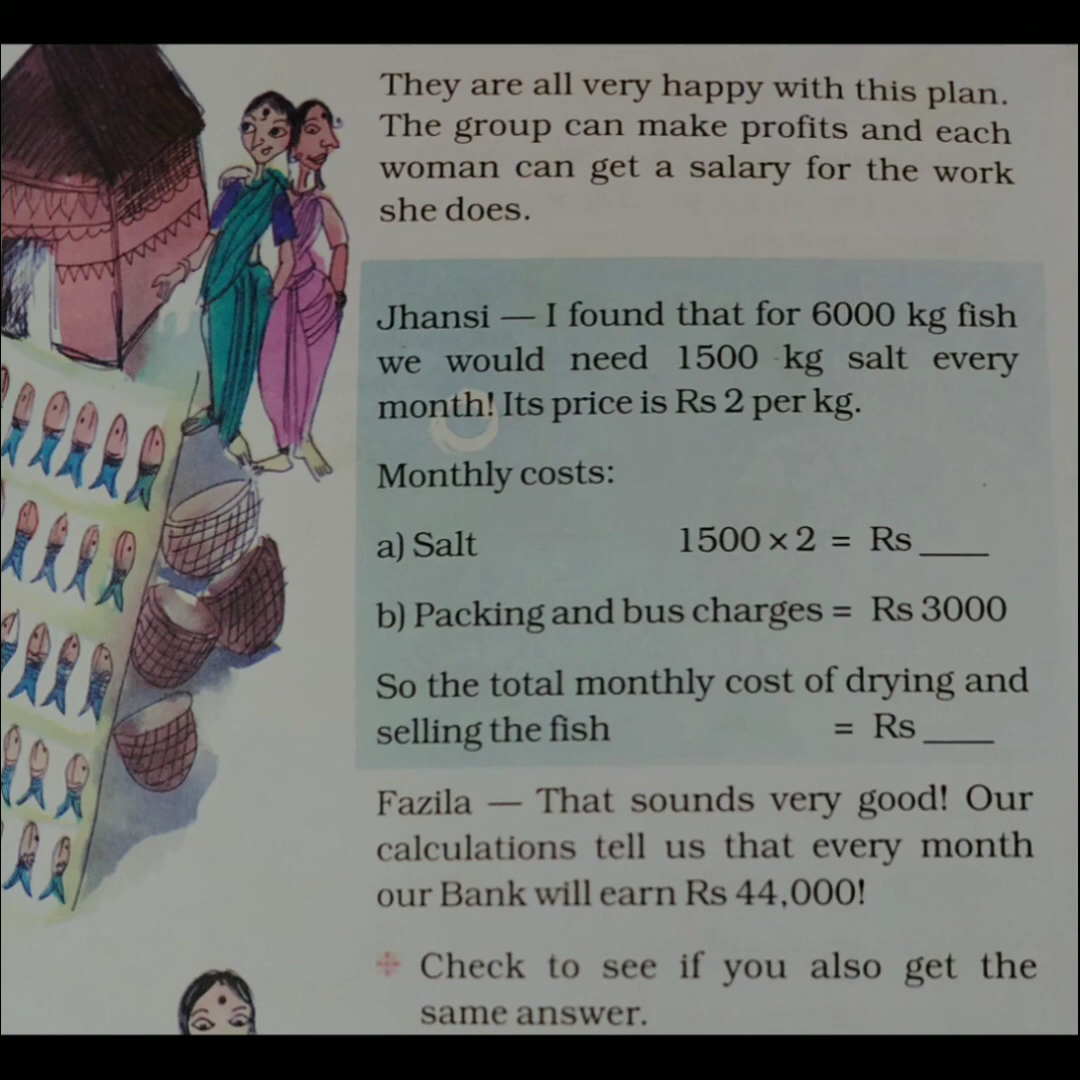 They are all very happy with this plan.
The group can make profits and each
woman can get a salary for the work
she does.
Jhansi — I found that for 6000 kg fish
we would need 1500 kg salt every
month! Its price is Rs 2 per kg.
Monthly costs:
a) Salt 1500 × 2 = Rs ____
b) Packing and bus charges = Rs 3000
So the total monthly cost of drying and
selling the fish = Rs ____
Fazila — That sounds very good! Our
calculations tell us that every month
our Bank will earn Rs 44,000!
Check to see if you also get the
same answer.